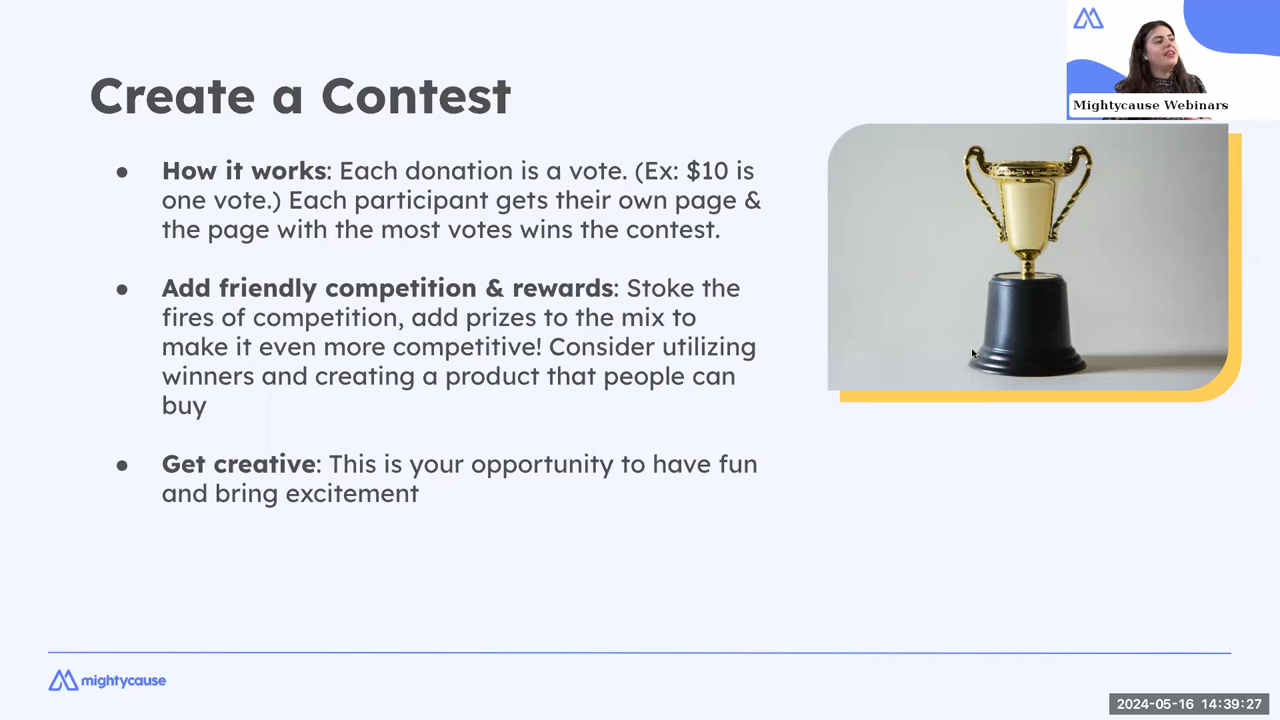 Create a Contest
● How it works: Each donation is a vote. (Ex: $10 is
one vote.) Each participant gets their own page &
the page with the most votes wins the contest.
● Add friendly competition & rewards: Stoke the
fires of competition, add prizes to the mix to
make it even more competitive! Consider utilizing
winners and creating a product that people can
buy
● Get creative: This is your opportunity to have fun
and bring excitement
Mightycause Webinars
mightycause
2024-05-16 14:39:27